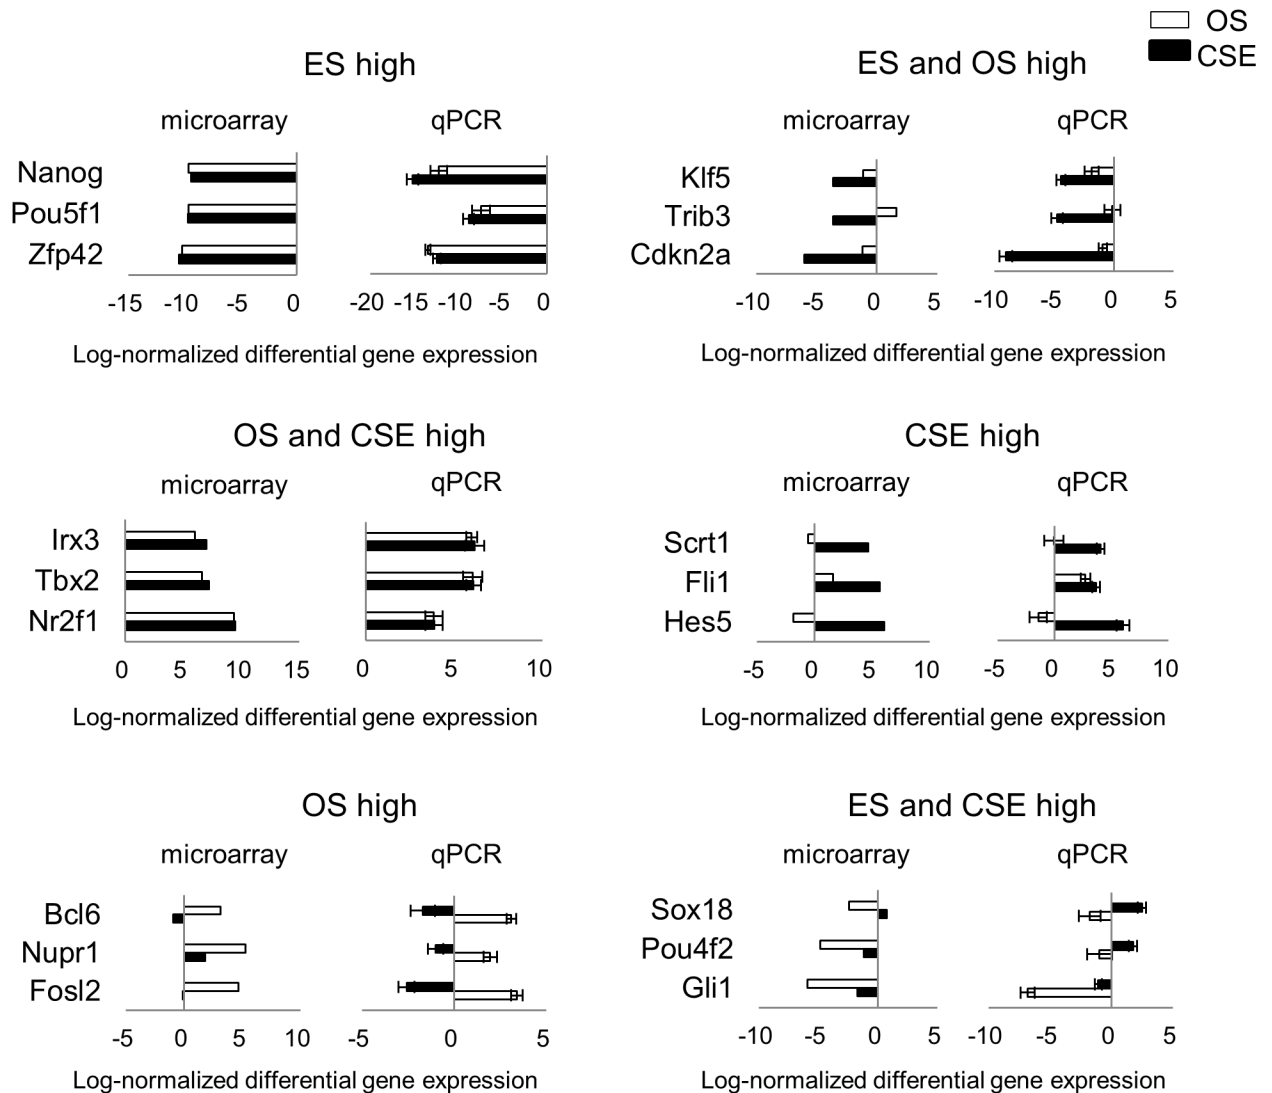 OS
CSE
ES high
microarray qPCR
Nanog
Pou5f1
Zfp42
-15 -10 -5 0 -20 -15 -10 -5 0
Log-normalized differential gene expression
ES and OS high
microarray qPCR
Klf5
Trib3
Cdkn2a
-10 -5 0 5 -10 -5 0 5
Log-normalized differential gene expression
OS and CSE high
microarray qPCR
Irx3
Tbx2
Nr2f1
0 5 10 15 0 5 10
Log-normalized differential gene expression
CSE high
microarray qPCR
Scrt1
Fli1
Hes5
-5 0 5 10 -5 0 5 10
Log-normalized differential gene expression
OS high
microarray qPCR
Bcl6
Nupr1
Fosl2
-5 0 5 10 -5 0 5
Log-normalized differential gene expression
ES and CSE high
microarray qPCR
Sox18
Pou4f2
Gli1
-10 -5 0 5 -10 -5 0 5
Log-normalized differential gene expression